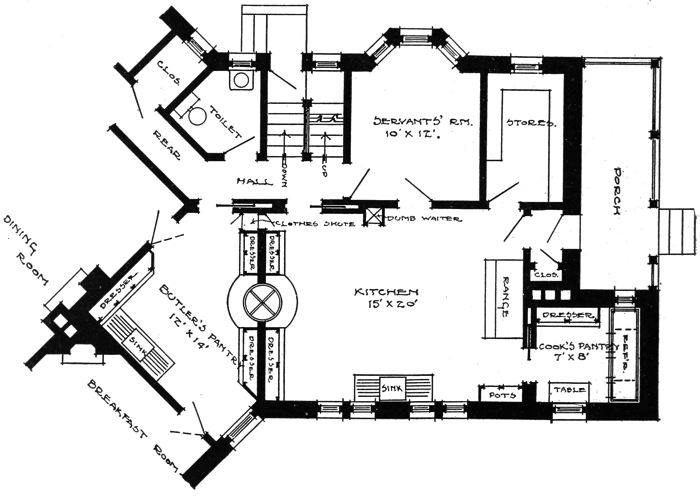 CLOS.
TOILET
REAR
HALL
DOWN
UP
SERVANTS' RM.
10' X 12'.
STORES.
PORCH
CLOTHES SHUTE
DUMB WAITER
CLOS.
DINING
ROOM
DRESSER
BUTLER'S PANTRY
12' X 14'
SINK
DRESSER
DRESSER
DRESSER
DRESSER
KITCHEN
15' X 20'
RANGE
DRESSER
COOK'S PANTRY
7' X 8'
REF'R.
TABLE
POTS
SINK
BREAKFAST ROOM